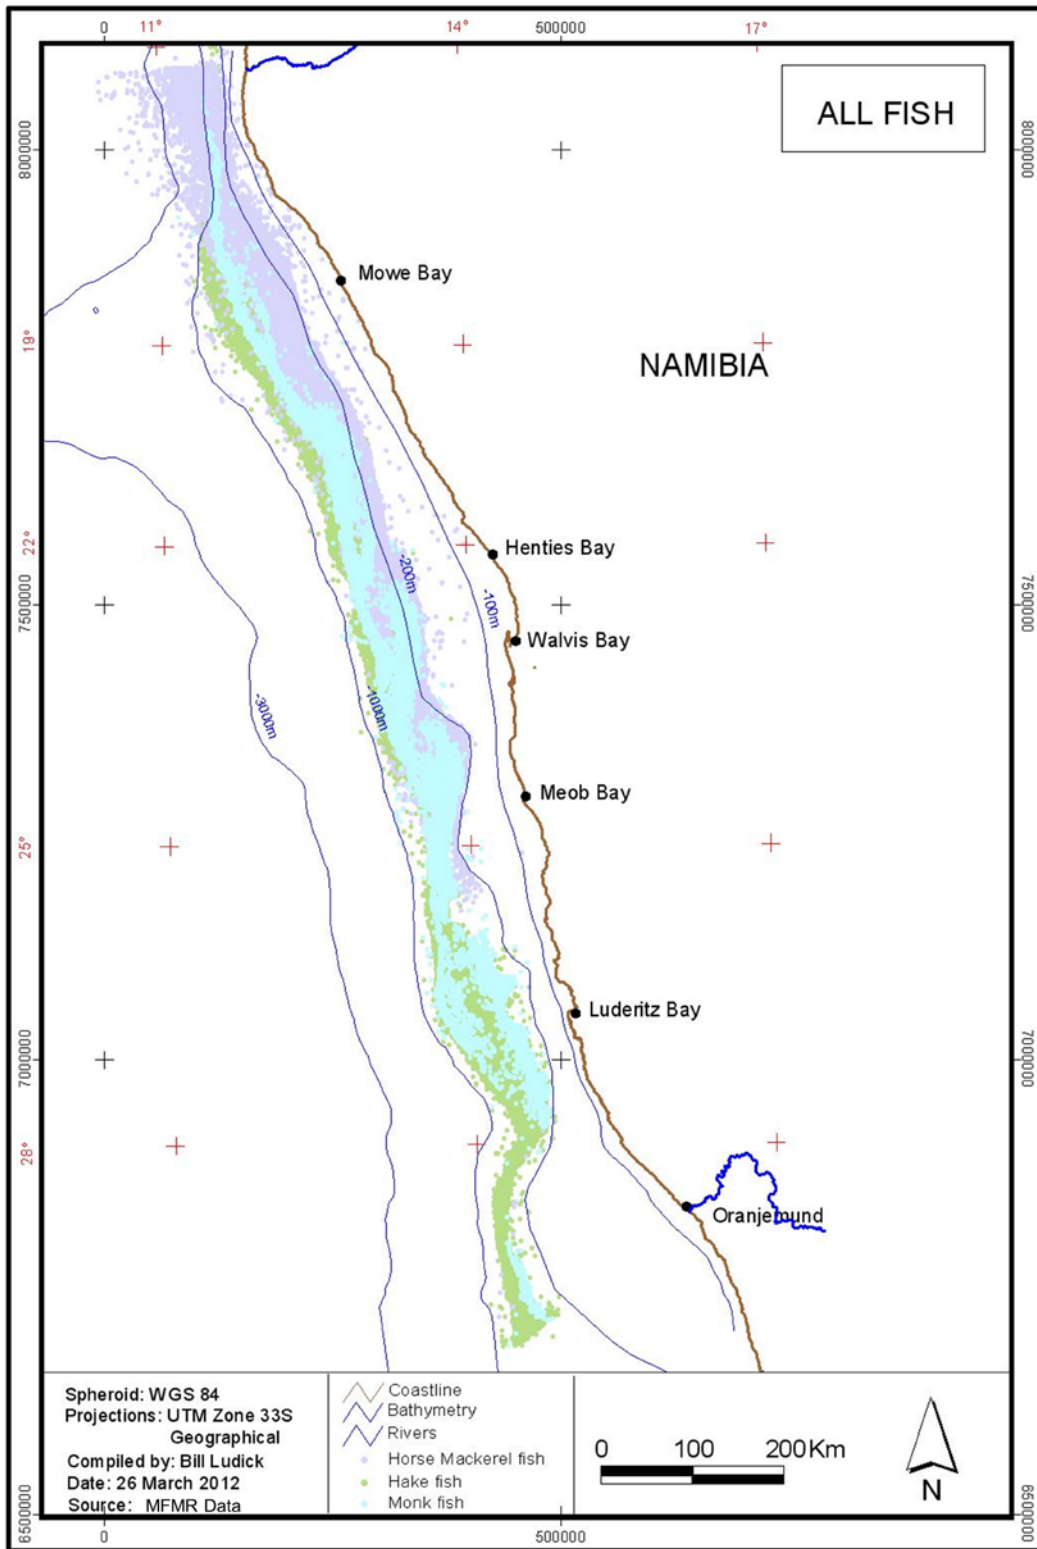 0
500000
11°
14°
17°
ALL FISH
8000000
8000000
Mowe Bay
19°
NAMIBIA
22°
Henties Bay
-200m
-100m
7500000
7500000
Walvis Bay
-1000m
-3000m
Meob Bay
25°
Luderitz Bay
7000000
7000000
28°
Oranjemund
Spheroid: WGS 84
Projections: UTM Zone 33S
Geographical
Compiled by: Bill Ludick
Date: 26 March 2012
Source: MFMR Data
Coastline
Bathymetry
Rivers
Horse Mackerel fish
Hake fish
Monk fish
0 100 200Km
N
6500000
6500000
0
500000